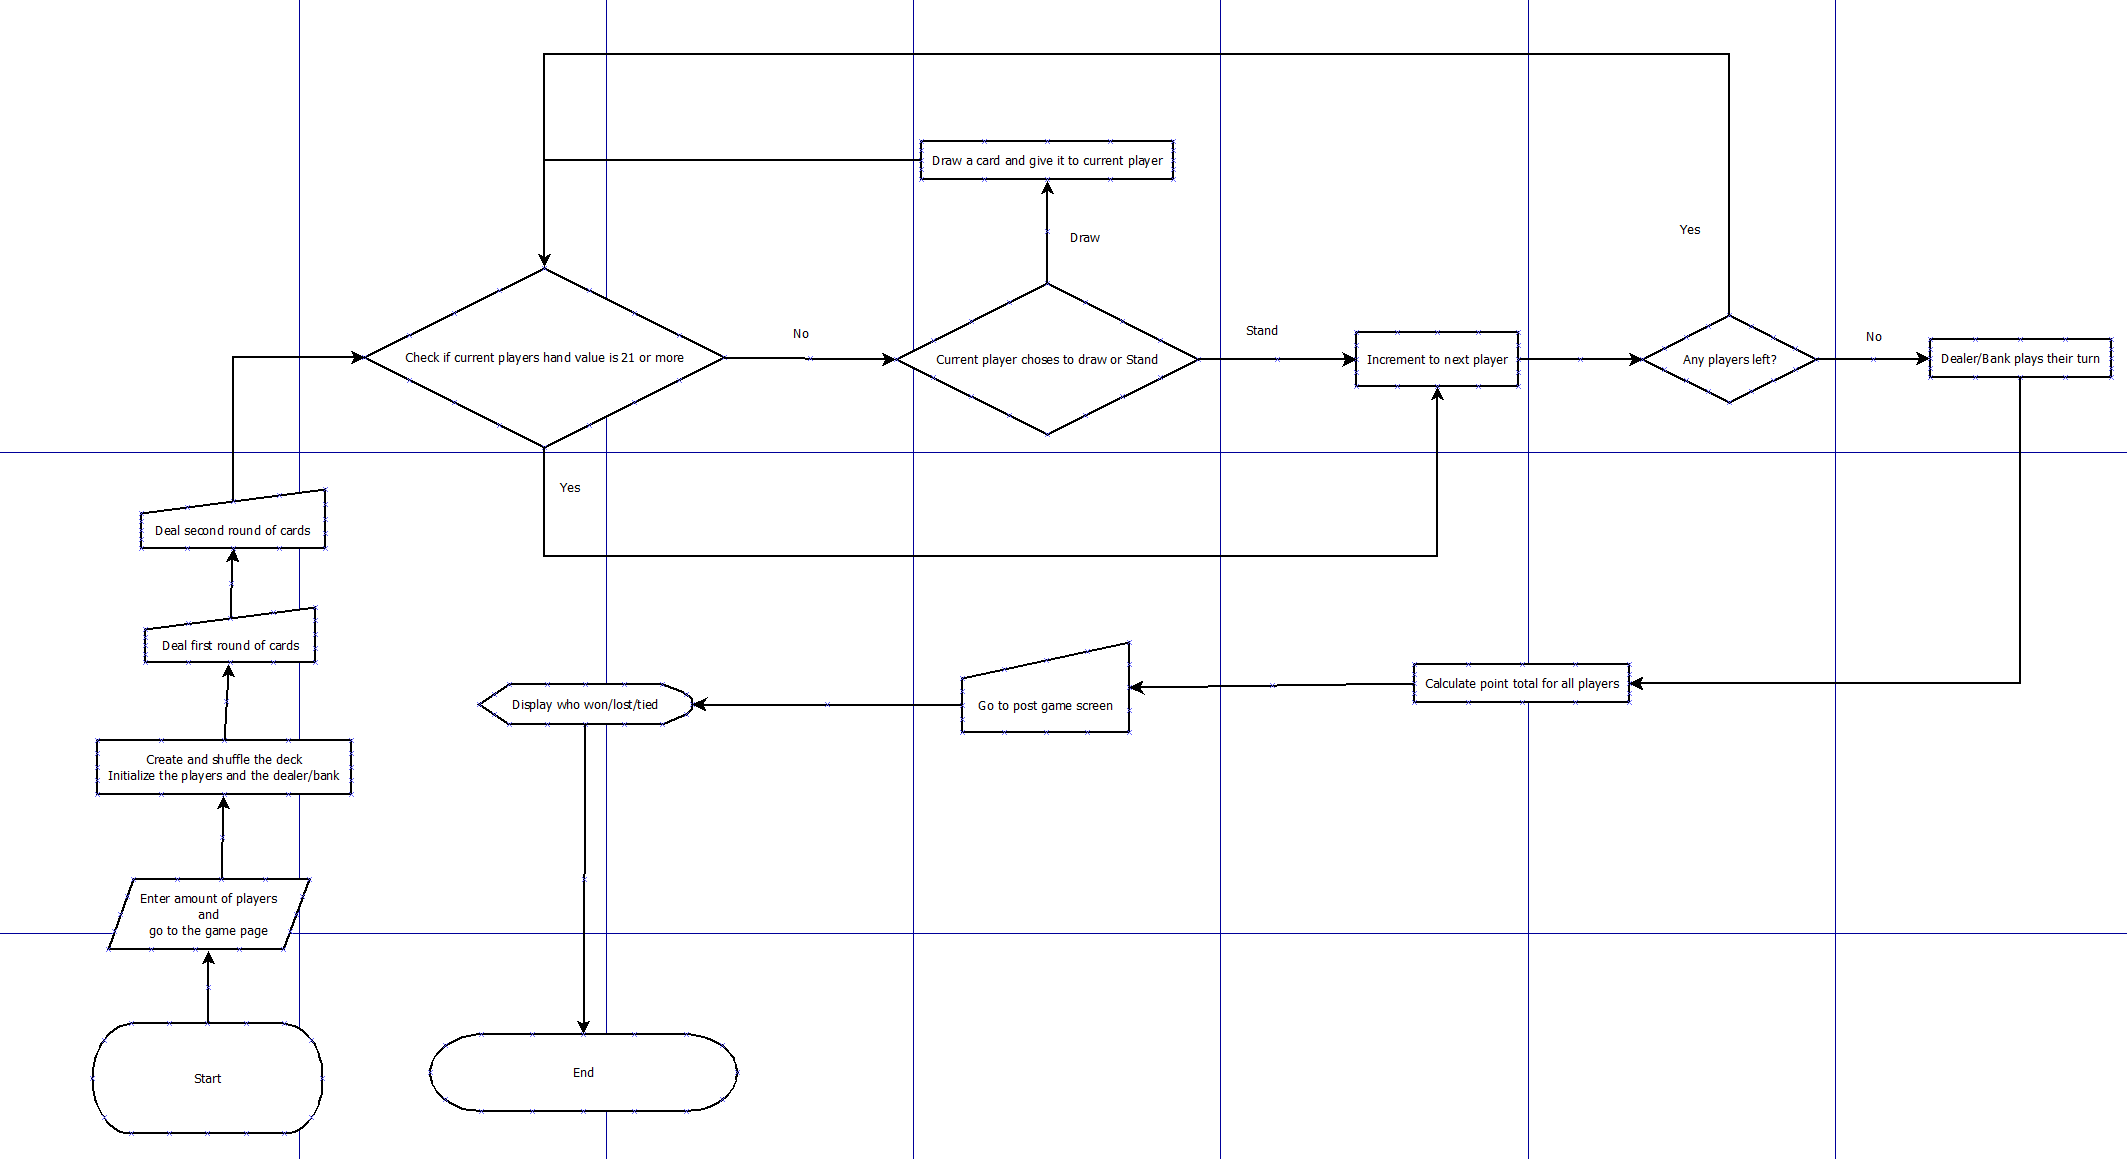 Draw a card and give it to current player
Draw
Yes
Check if current players hand value is 21 or more
No
Current player choses to draw or Stand
Stand
Increment to next player
Any players left?
No
Dealer/Bank plays their turn
Yes
Deal second round of cards
Deal first round of cards
Display who won/lost/tied
Go to post game screen
Calculate point total for all players
Create and shuffle the deck
Initialize the players and the dealer/bank
Enter amount of players
and
go to the game page
Start
End